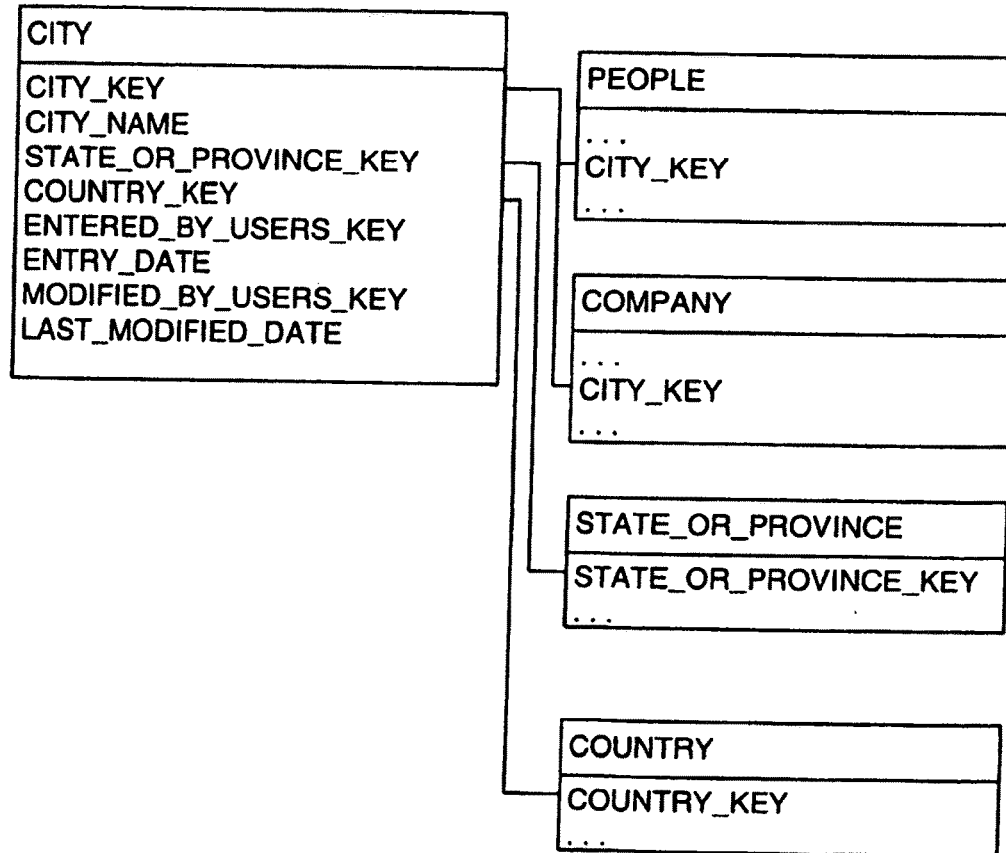 CITY
CITY_KEY
CITY_NAME
STATE_OR_PROVINCE_KEY
COUNTRY_KEY
ENTERED_BY_USERS_KEY
ENTRY_DATE
MODIFIED_BY_USERS_KEY
LAST_MODIFIED_DATE
PEOPLE
. . .
CITY_KEY
. . .
COMPANY
. . .
CITY_KEY
. . .
STATE_OR_PROVINCE
STATE_OR_PROVINCE_KEY
. . .
COUNTRY
COUNTRY_KEY
. . .